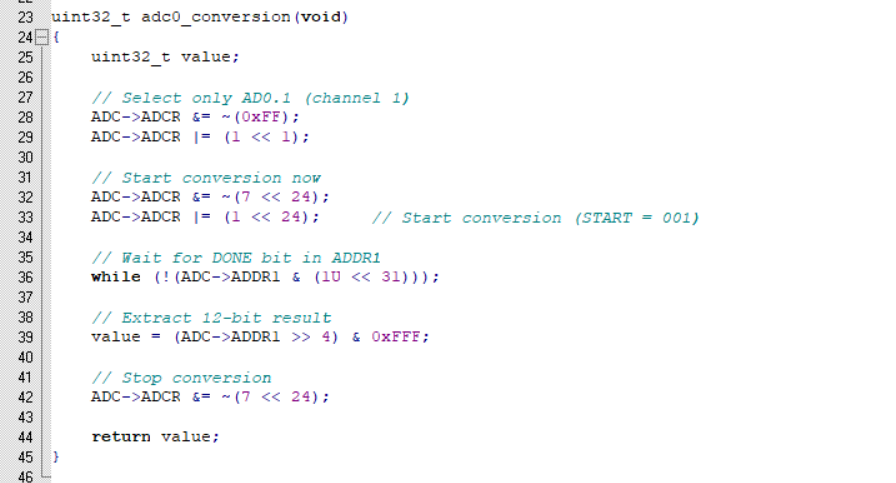 23 uint32_t adc0_conversion(void)
24 {
25 uint32_t value;
26
27 // Select only AD0.1 (channel 1)
28 ADC->ADCR &= ~(0xFF);
29 ADC->ADCR |= (1 << 1);
30
31 // Start conversion now
32 ADC->ADCR &= ~(7 << 24);
33 ADC->ADCR |= (1 << 24); // Start conversion (START = 001)
34
35 // Wait for DONE bit in ADDR1
36 while (!(ADC->ADDR1 & (1U << 31)));
37
38 // Extract 12-bit result
39 value = (ADC->ADDR1 >> 4) & 0xFFF;
40
41 // Stop conversion
42 ADC->ADCR &= ~(7 << 24);
43
44 return value;
45 }
46